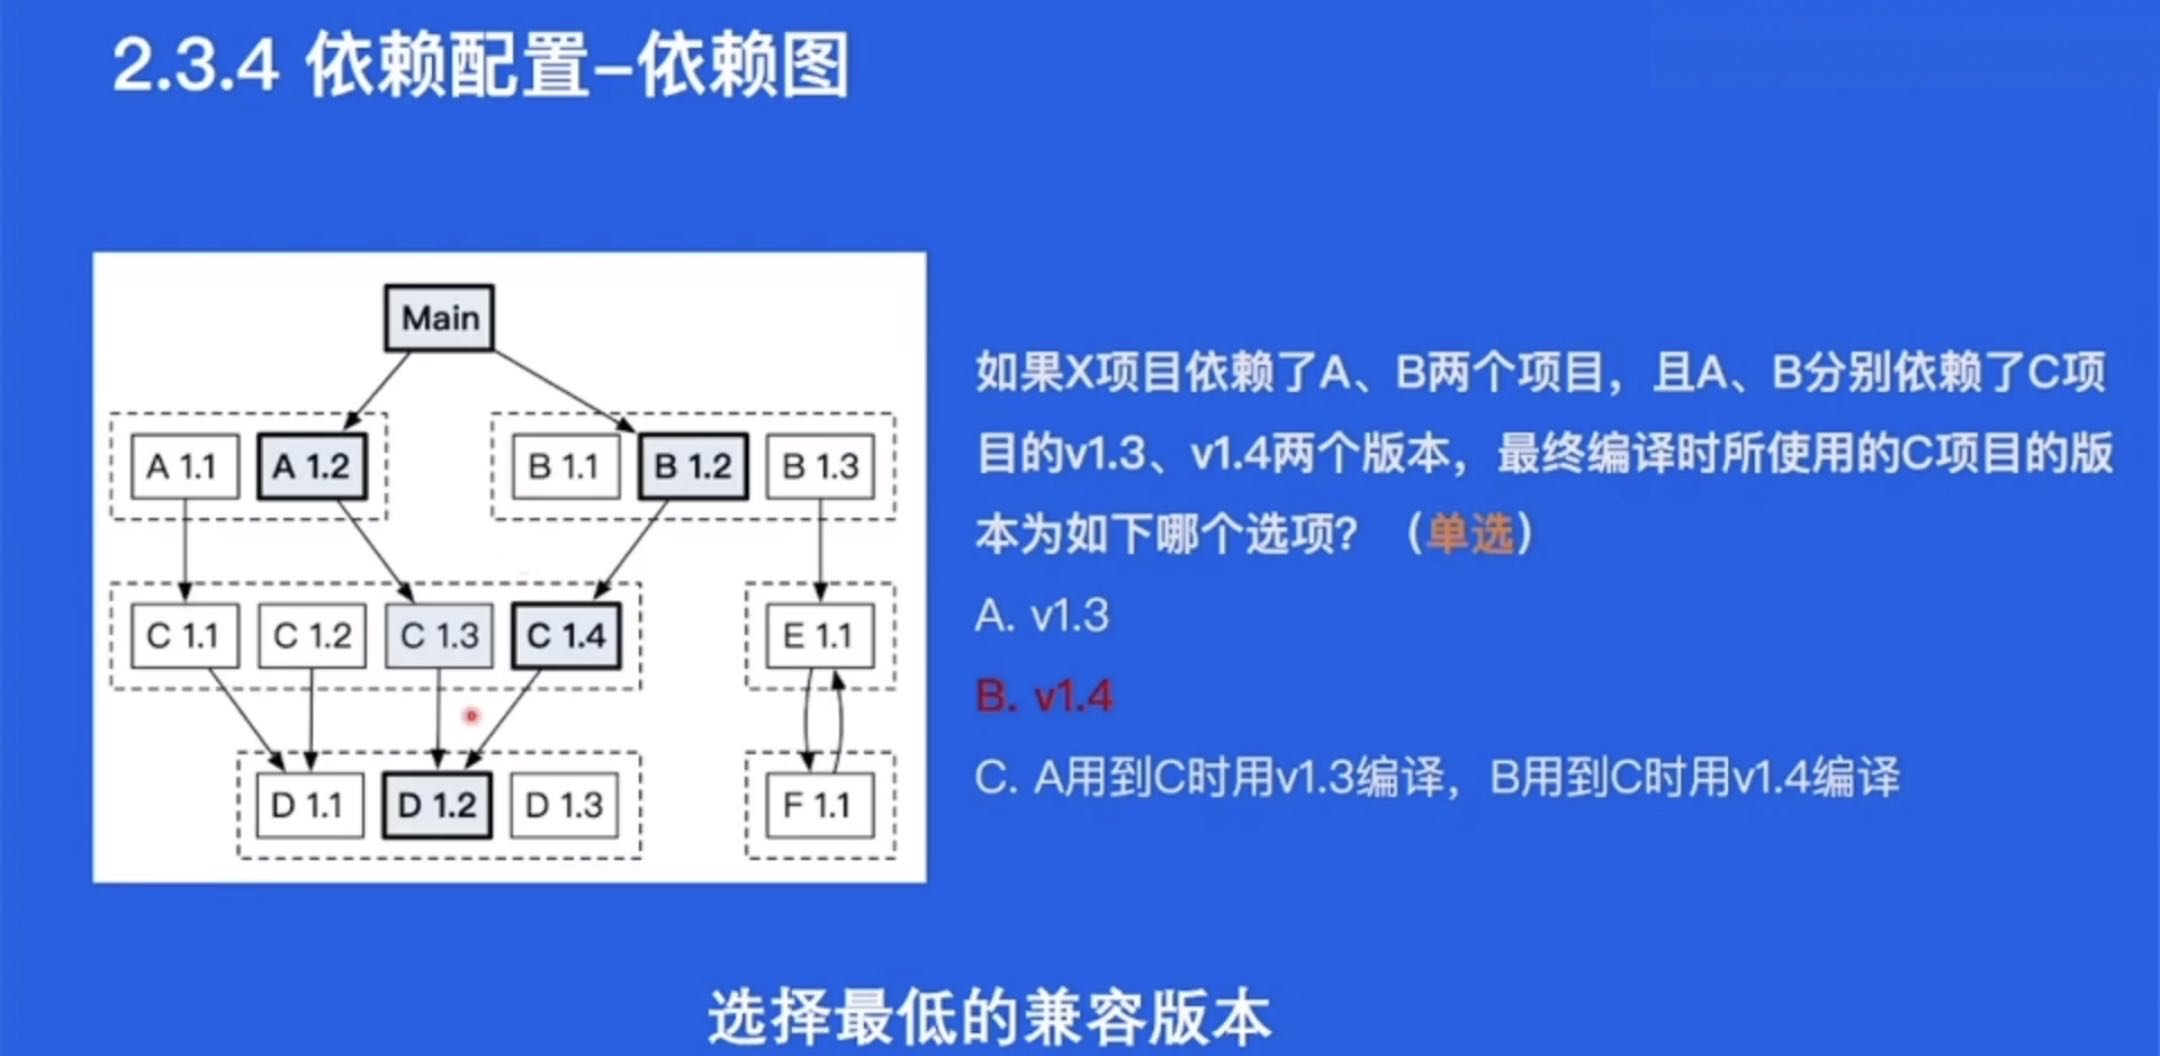 2.3.4 依赖配置-依赖图
Main
A 1.1 A 1.2 B 1.1 B 1.2 B 1.3
C 1.1 C 1.2 C 1.3 C 1.4 E 1.1
D 1.1 D 1.2 D 1.3 F 1.1
如果X项目依赖了A、B两个项目，且A、B分别依赖了C项
目的v1.3、v1.4两个版本，最终编译时所使用的C项目的版
本为如下哪个选项？（单选）
A. v1.3
B. v1.4
C. A用到C时用v1.3编译，B用到C时用v1.4编译
选择最低的兼容版本